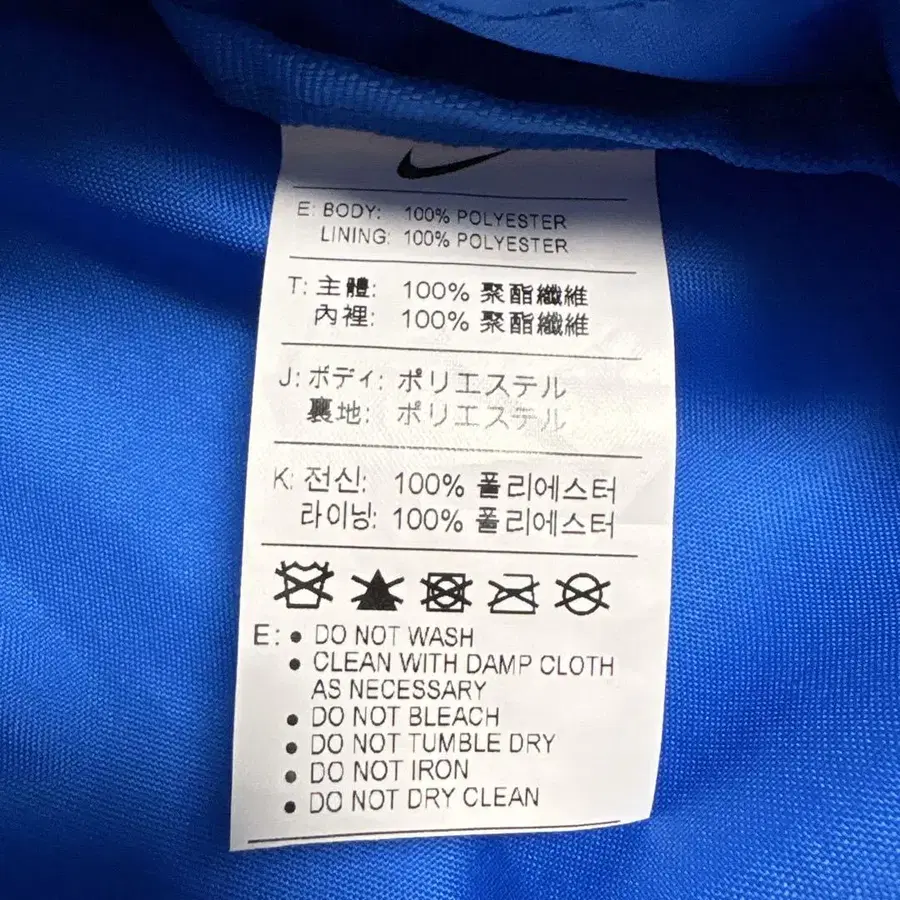 E: BODY: 100% POLYESTER
LINING: 100% POLYESTER
T: 主體: 100% 聚酯纖維
內裡: 100% 聚酯纖維
J: ボディ: ポリエステル
裏地: ポリエステル
K: 전신: 100% 폴리에스터
라이닝: 100% 폴리에스터
E: • DO NOT WASH
• CLEAN WITH DAMP CLOTH
AS NECESSARY
• DO NOT BLEACH
• DO NOT TUMBLE DRY
• DO NOT IRON
• DO NOT DRY CLEAN